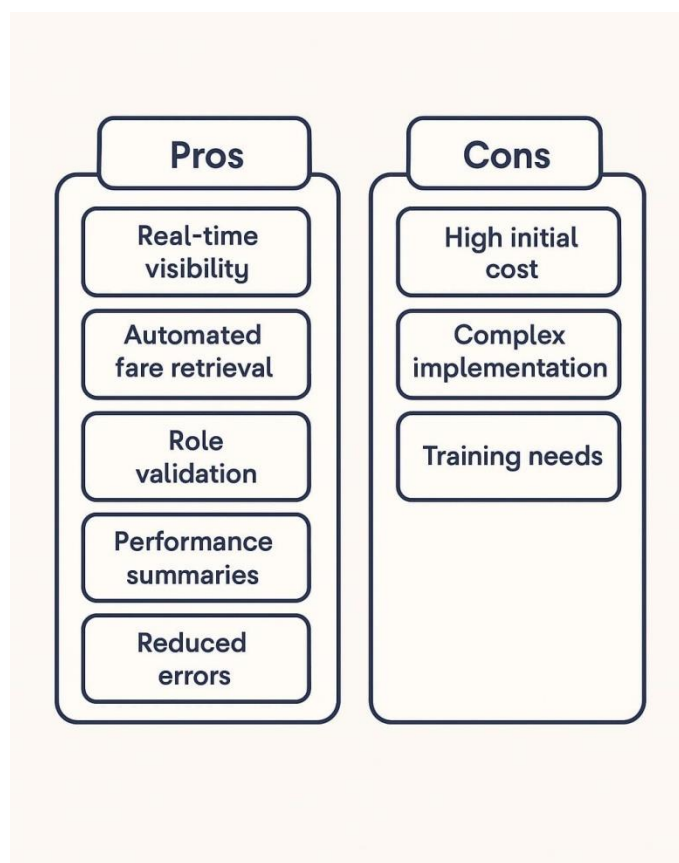 Pros
Real-time
visibility
Automated
fare retrieval
Role
validation
Performance
summaries
Reduced
errors
Cons
High initial
cost
Complex
implementation
Training needs